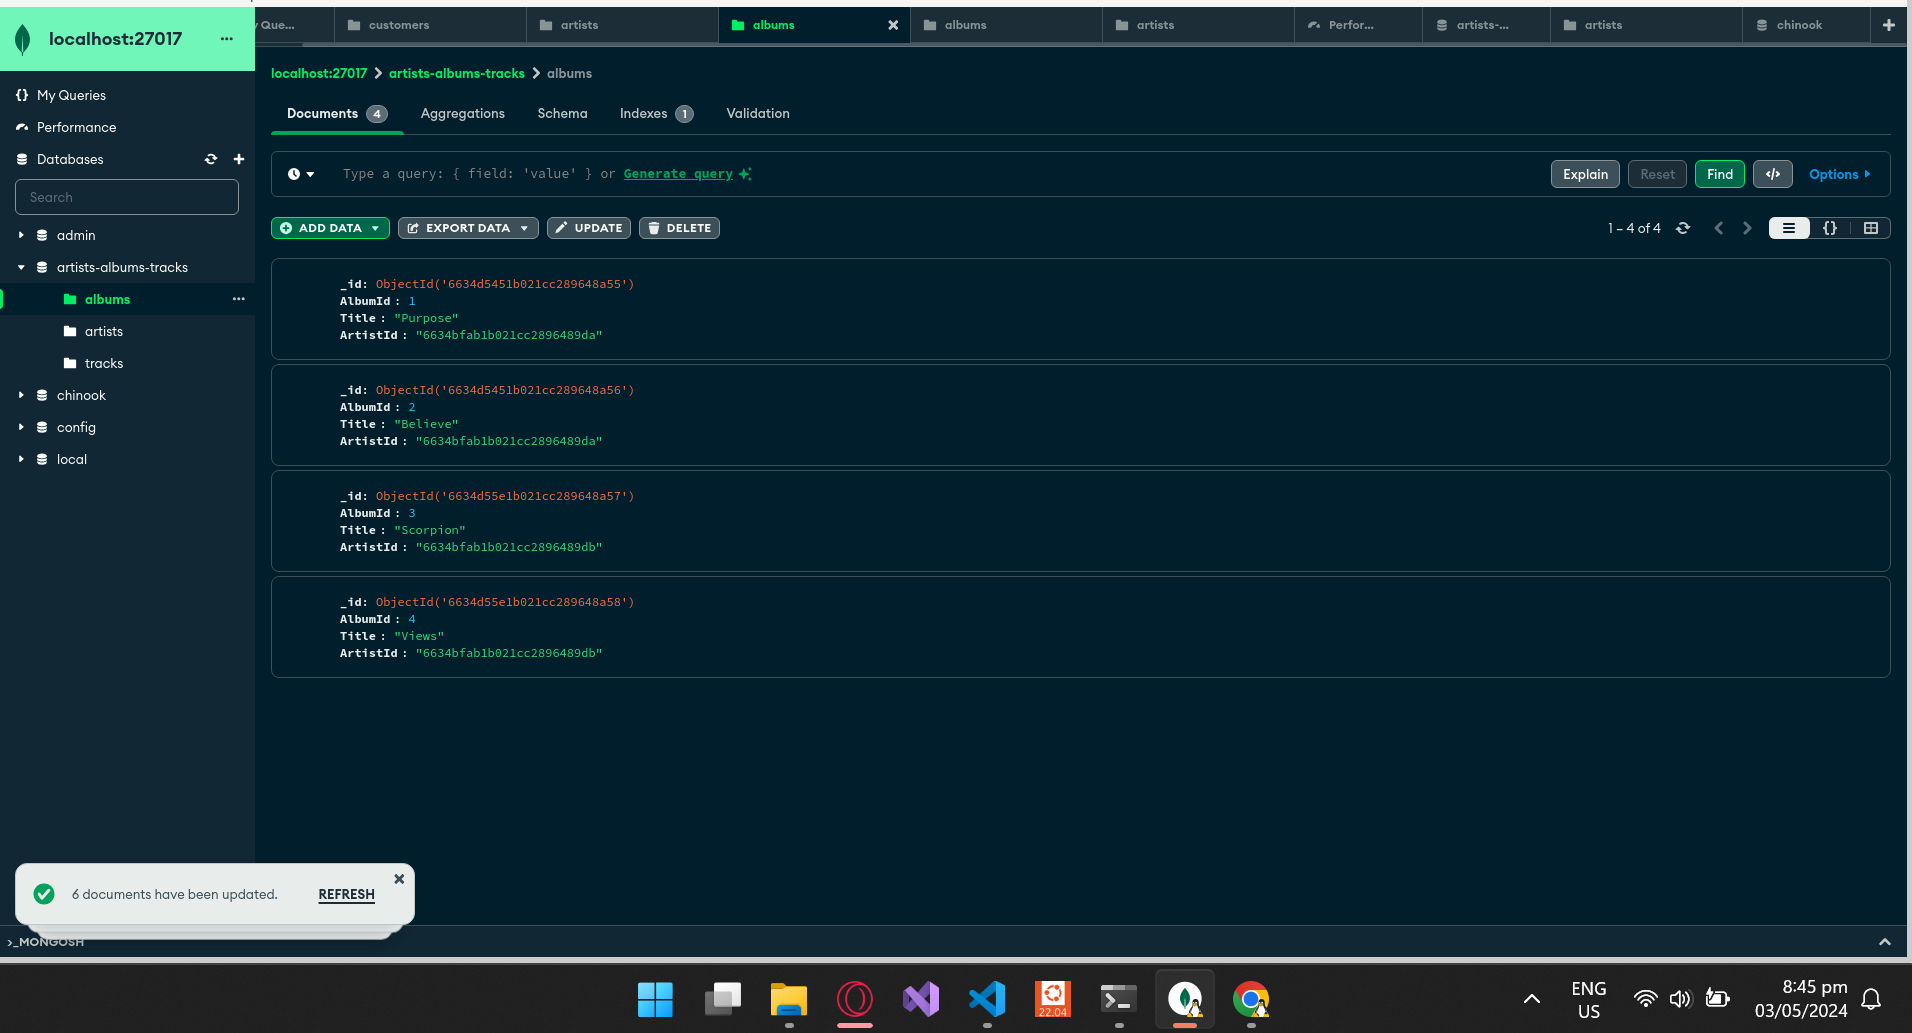 localhost:27017
y Que...
customers
artists
albums
albums
artists
Perfor...
artists-...
artists
chinook
localhost:27017 > artists-albums-tracks > albums
{} My Queries
Performance
Databases
Search
admin
artists-albums-tracks
albums
artists
tracks
chinook
config
local
Documents 4
Aggregations
Schema
Indexes 1
Validation
Type a query: { field: 'value' } or Generate query
Explain
Reset
Find
</>
Options
ADD DATA
EXPORT DATA
UPDATE
DELETE
1 – 4 of 4
{}
_id: ObjectId('6634d5451b021cc289648a55')
AlbumId : 1
Title : "Purpose"
ArtistId : "6634bfab1b021cc2896489da"
_id: ObjectId('6634d5451b021cc289648a56')
AlbumId : 2
Title : "Believe"
ArtistId : "6634bfab1b021cc2896489da"
_id: ObjectId('6634d55e1b021cc289648a57')
AlbumId : 3
Title : "Scorpion"
ArtistId : "6634bfab1b021cc2896489db"
_id: ObjectId('6634d55e1b021cc289648a58')
AlbumId : 4
Title : "Views"
ArtistId : "6634bfab1b021cc2896489db"
6 documents have been updated.
REFRESH
>_MONGOSH
22.04
ENG
US
8:45 pm
03/05/2024